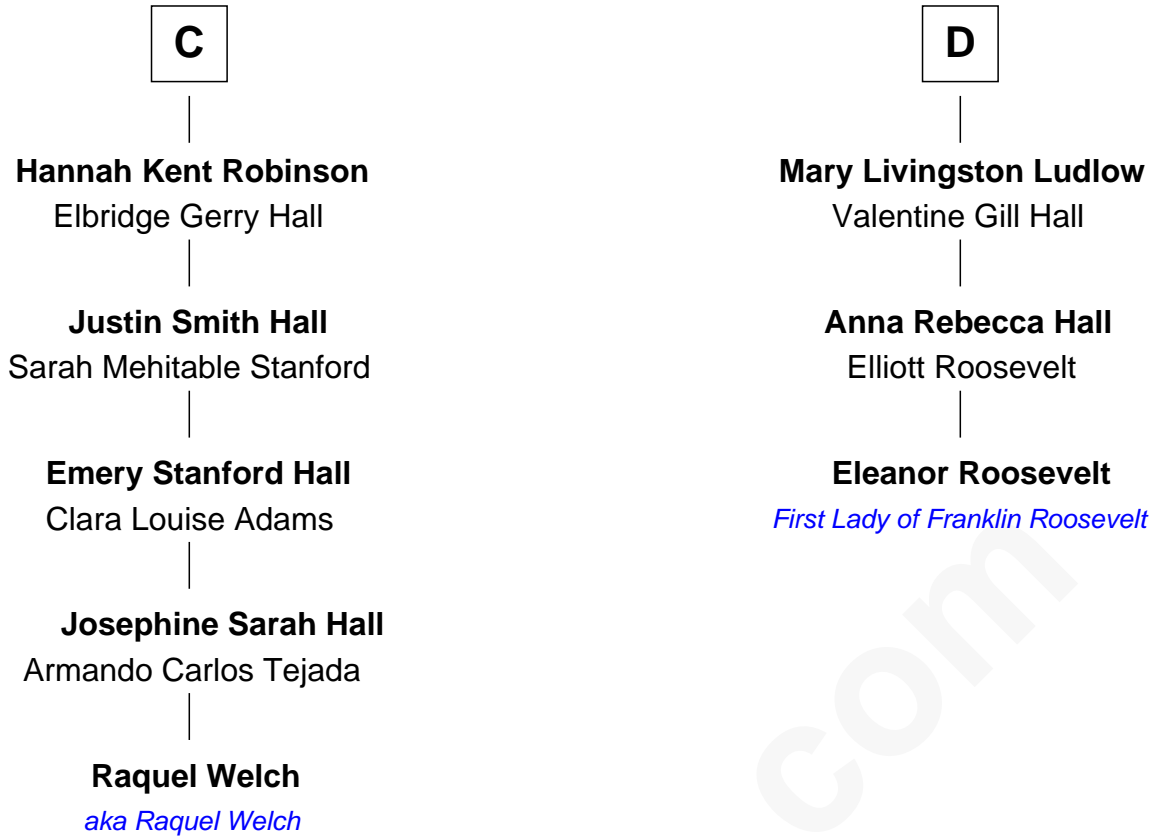 C
Hannah Kent Robinson
Elbridge Gerry Hall
Justin Smith Hall
Sarah Mehitable Stanford
Emery Stanford Hall
Clara Louise Adams
Josephine Sarah Hall
Armando Carlos Tejada
Raquel Welch
aka Raquel Welch
D
Mary Livingston Ludlow
Valentine Gill Hall
Anna Rebecca Hall
Elliott Roosevelt
Eleanor Roosevelt
First Lady of Franklin Roosevelt
com